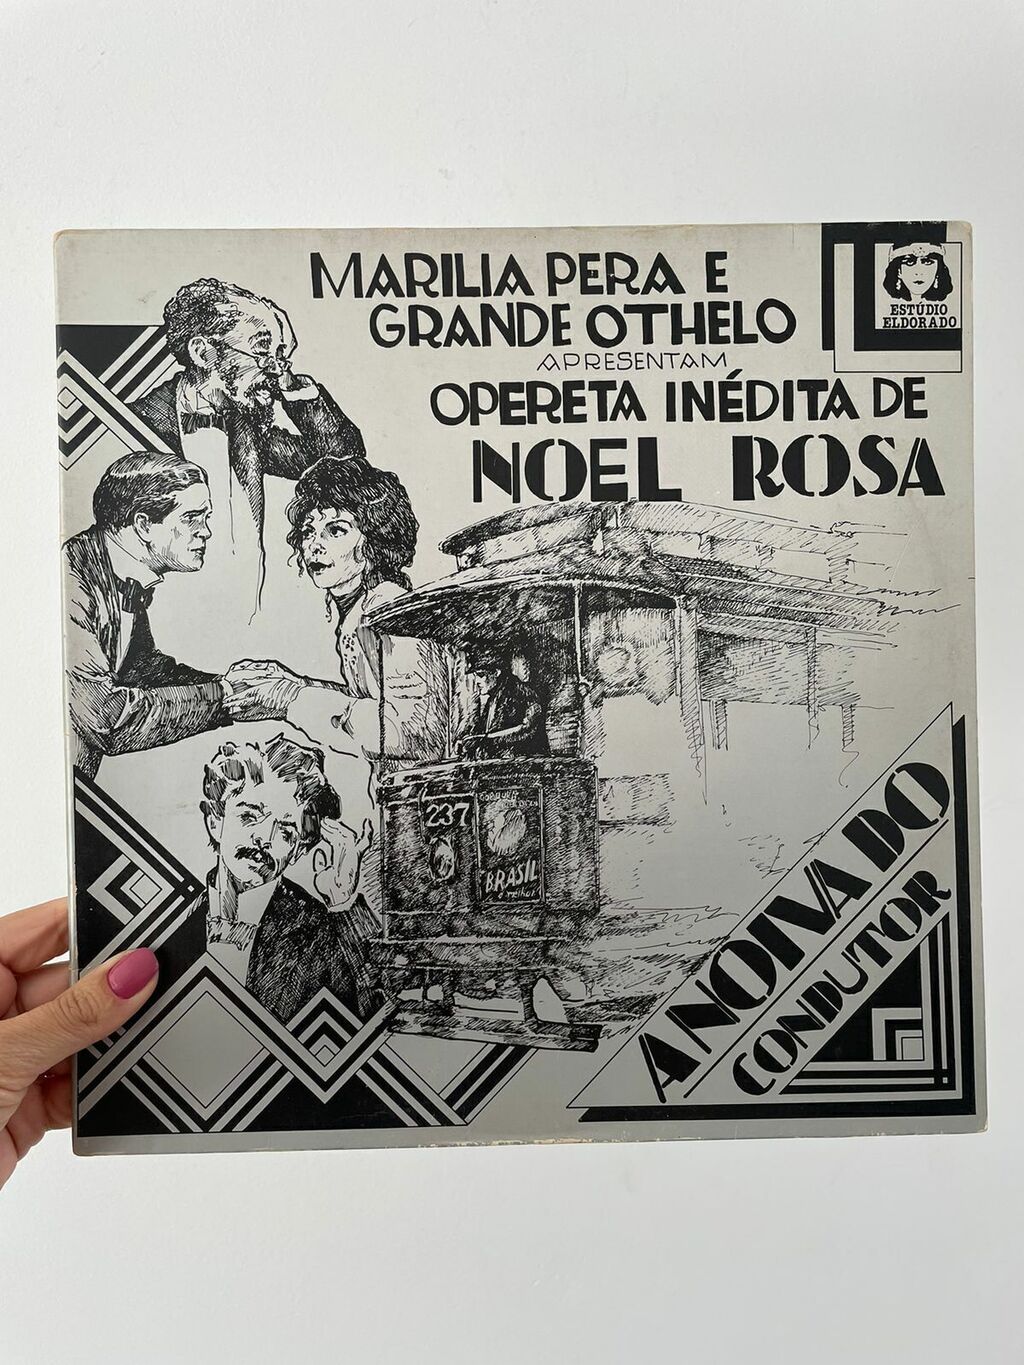 MARILIA PERA E
GRANDE OTHELO
APRESENTAM
OPERETA INÉDITA DE
NOEL ROSA
ESTÚDIO
ELDORADO
237
BRASIL
A NOIVA DO
CONDUTOR